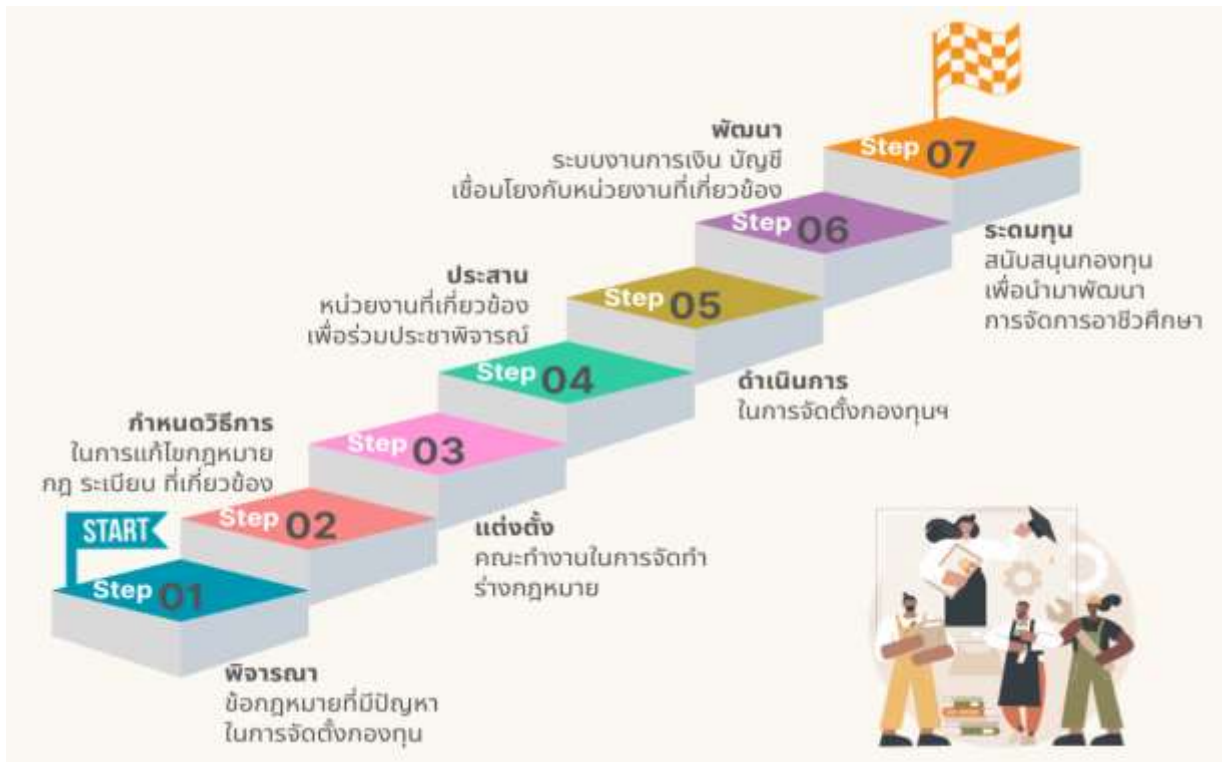 START
Step 01
พิจารณา
ข้อกฎหมายที่มีปัญหา
ในการจัดตั้งกองทุน
Step 02
กำหนดวิธีการ
ในการแก้ไขกฎหมาย
กฎ ระเบียบ ที่เกี่ยวข้อง
Step 03
แต่งตั้ง
คณะทำงานในการจัดทำ
ร่างกฎหมาย
Step 04
ประสาน
หน่วยงานที่เกี่ยวข้อง
เพื่อร่วมประชาพิจารณ์
Step 05
ดำเนินการ
ในการจัดตั้งกองทุนฯ
Step 06
พัฒนา
ระบบงานการเงิน บัญชี
เชื่อมโยงกับหน่วยงานที่เกี่ยวข้อง
Step 07
ระดมทุน
สนับสนุนกองทุน
เพื่อนำมาพัฒนา
การจัดการอาชีวศึกษา